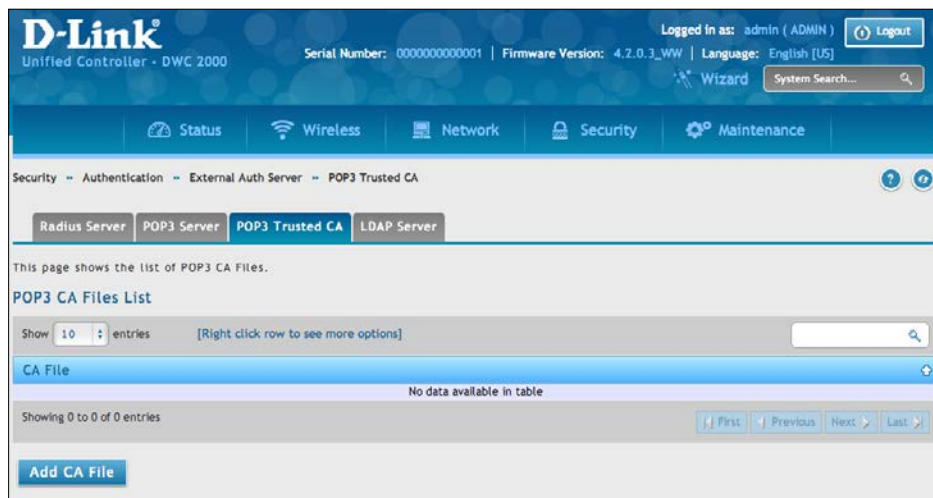 D-Link®
Unified Controller - DWC 2000
Logged in as: admin ( ADMIN )
Logout
Serial Number: 0000000000001 | Firmware Version: 4.2.0.3_WW | Language: English [US]
Wizard
System Search...
Status
Wireless
Network
Security
Maintenance
Security
Authentication
External Auth Server
POP3 Trusted CA
?
Radius Server
POP3 Server
POP3 Trusted CA
LDAP Server
This page shows the list of POP3 CA Files.
POP3 CA Files List
Show 10 entries
[Right click row to see more options]
CA File
No data available in table
Showing 0 to 0 of 0 entries
First
Previous
Next
Last
Add CA File